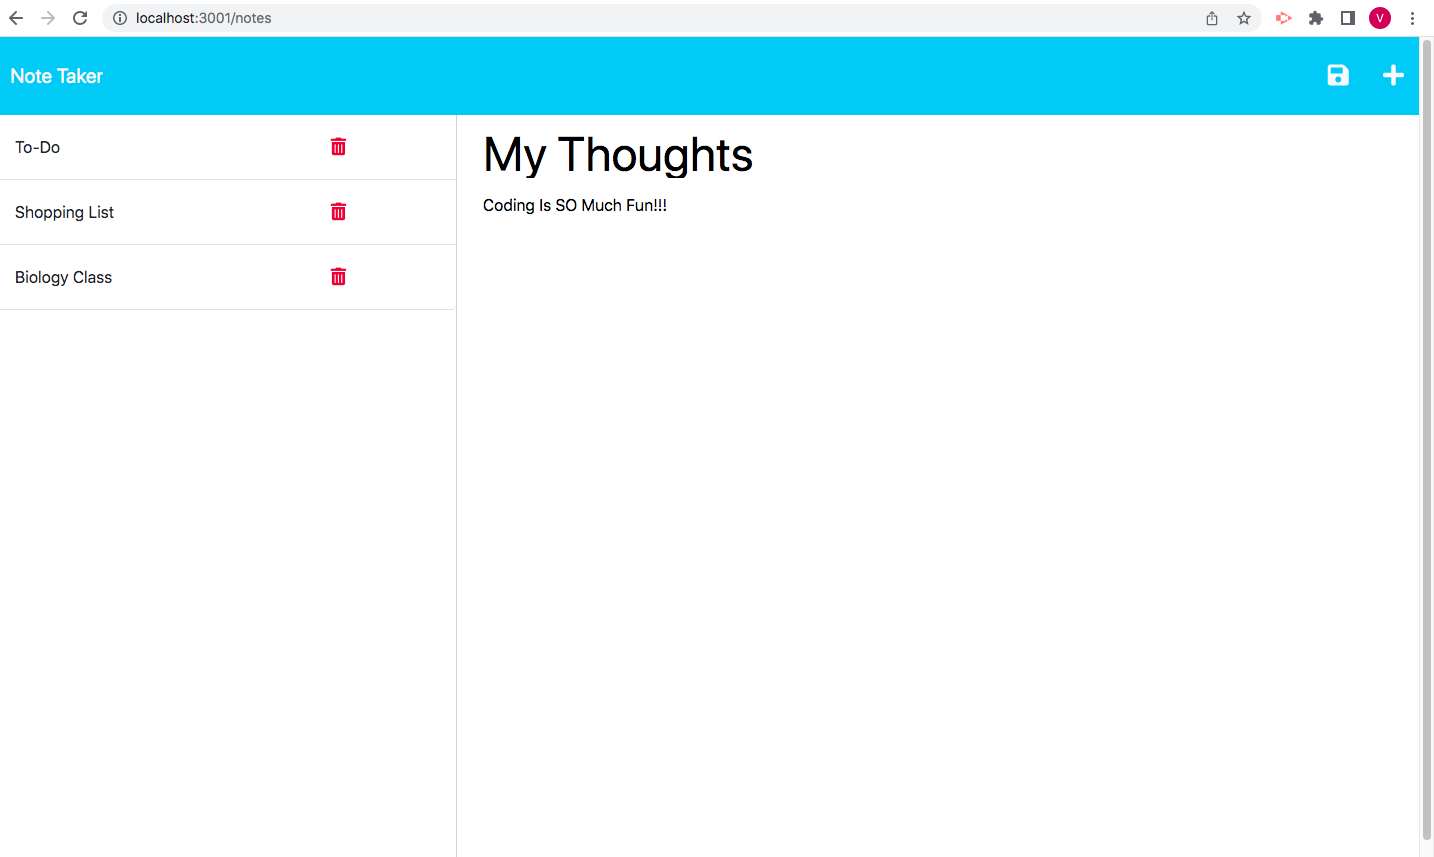 localhost:3001/notes
V
Note Taker
To-Do
Shopping List
Biology Class
My Thoughts
Coding Is SO Much Fun!!!